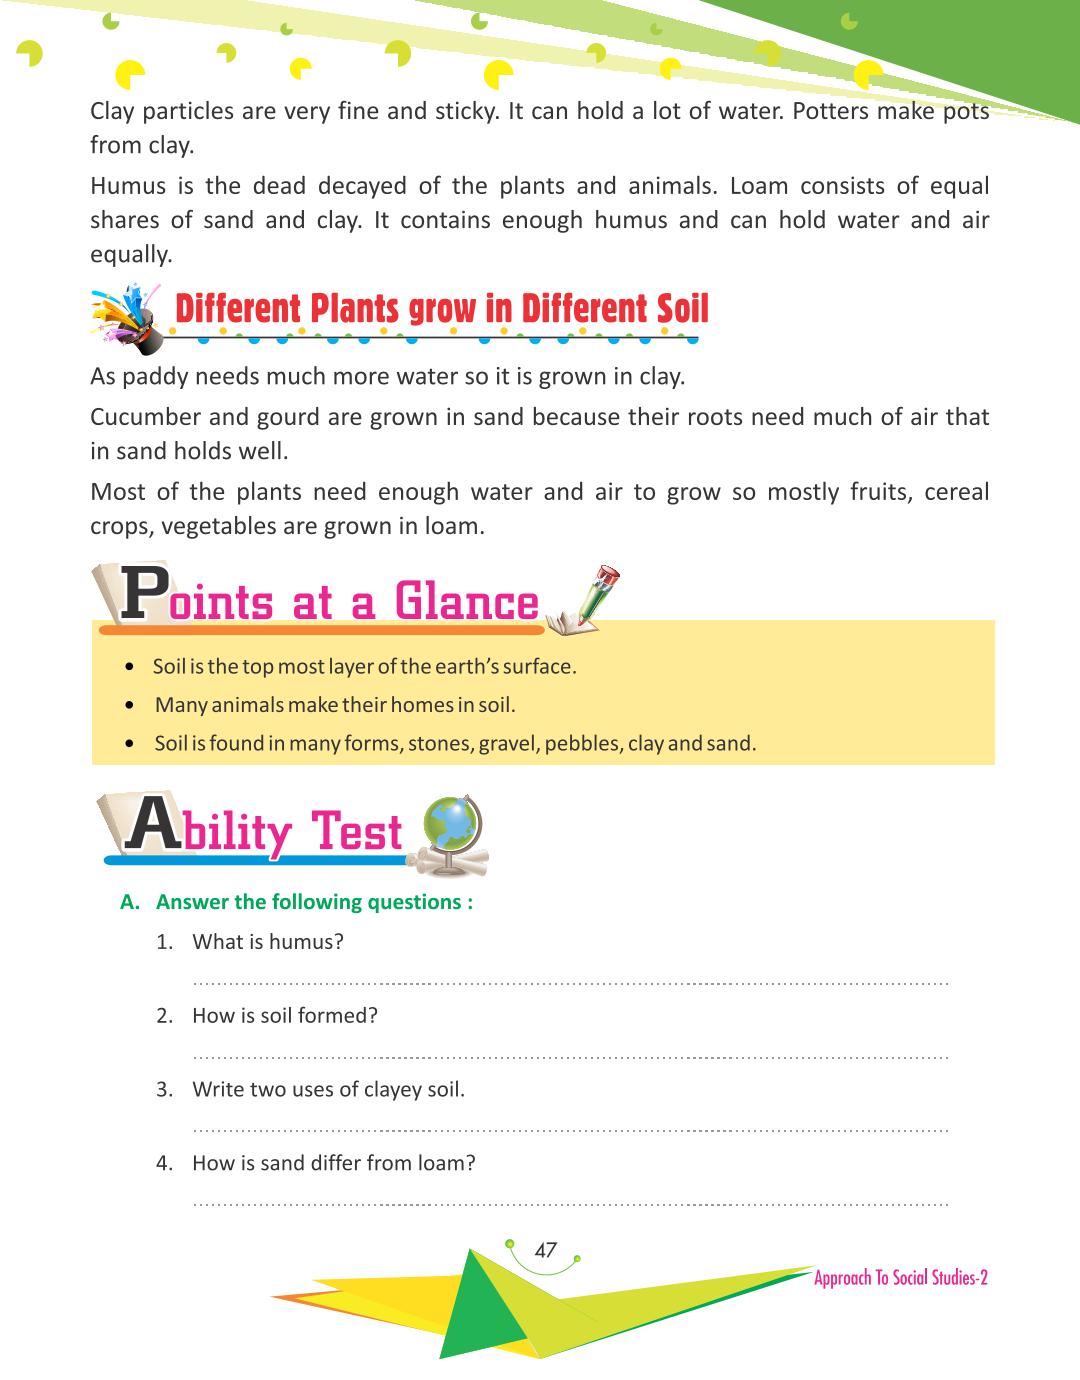 Clay particles are very fine and sticky. It can hold a lot of water. Potters make pots
from clay.
Humus is the dead decayed of the plants and animals. Loam consists of equal
shares of sand and clay. It contains enough humus and can hold water and air
equally.
Different Plants grow in Different Soil
As paddy needs much more water so it is grown in clay.
Cucumber and gourd are grown in sand because their roots need much of air that
in sand holds well.
Most of the plants need enough water and air to grow so mostly fruits, cereal
crops, vegetables are grown in loam.
Points at a Glance
• Soil is the top most layer of the earth’s surface.
• Many animals make their homes in soil.
• Soil is found in many forms, stones, gravel, pebbles, clay and sand.
Ability Test
A. Answer the following questions :
1. What is humus?
2. How is soil formed?
3. Write two uses of clayey soil.
4. How is sand differ from loam?
47
Approach To Social Studies-2